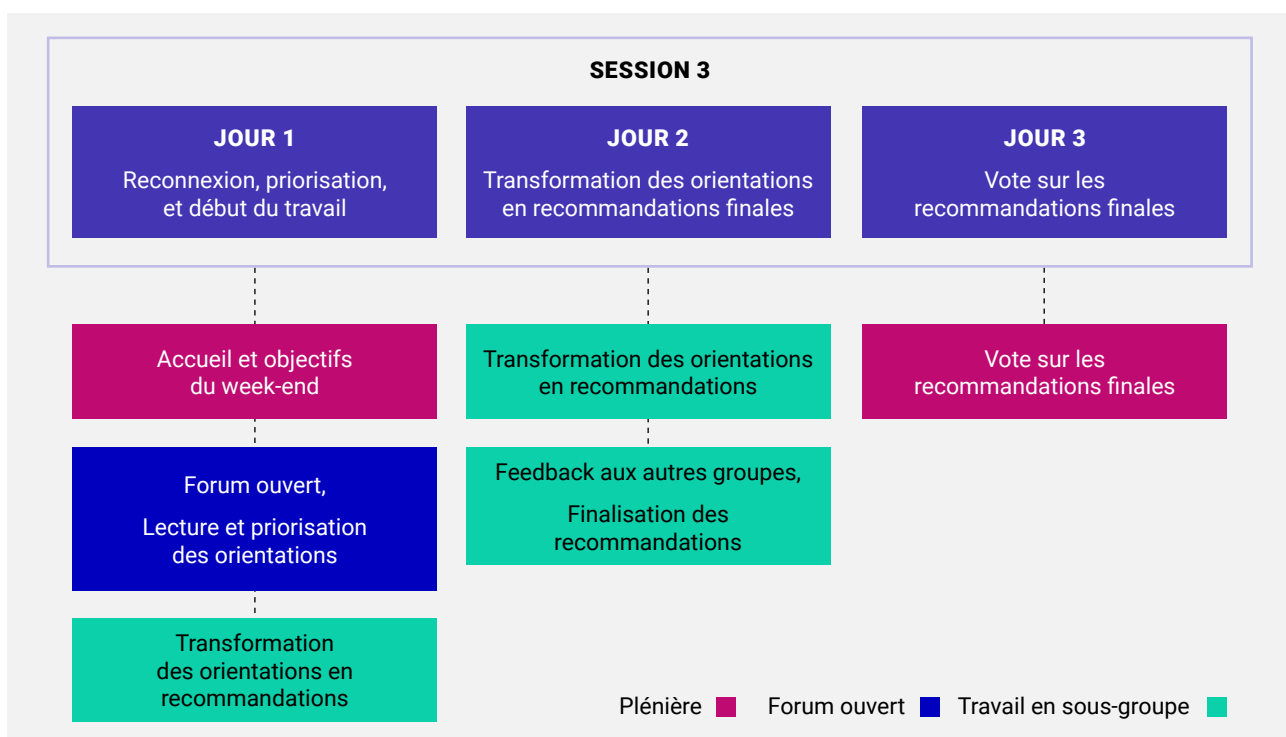 SESSION 3
JOUR 1
Reconnexion, priorisation,
et début du travail
JOUR 2
Transformation des orientations
en recommandations finales
JOUR 3
Vote sur les
recommandations finales
Accueil et objectifs
du week-end
Forum ouvert,
Lecture et priorisation
des orientations
Transformation
des orientations en
recommandations
Transformation des orientations
en recommandations
Feedback aux autres groupes,
Finalisation des
recommandations
Vote sur les
recommandations finales
Plénière
Forum ouvert
Travail en sous-groupe